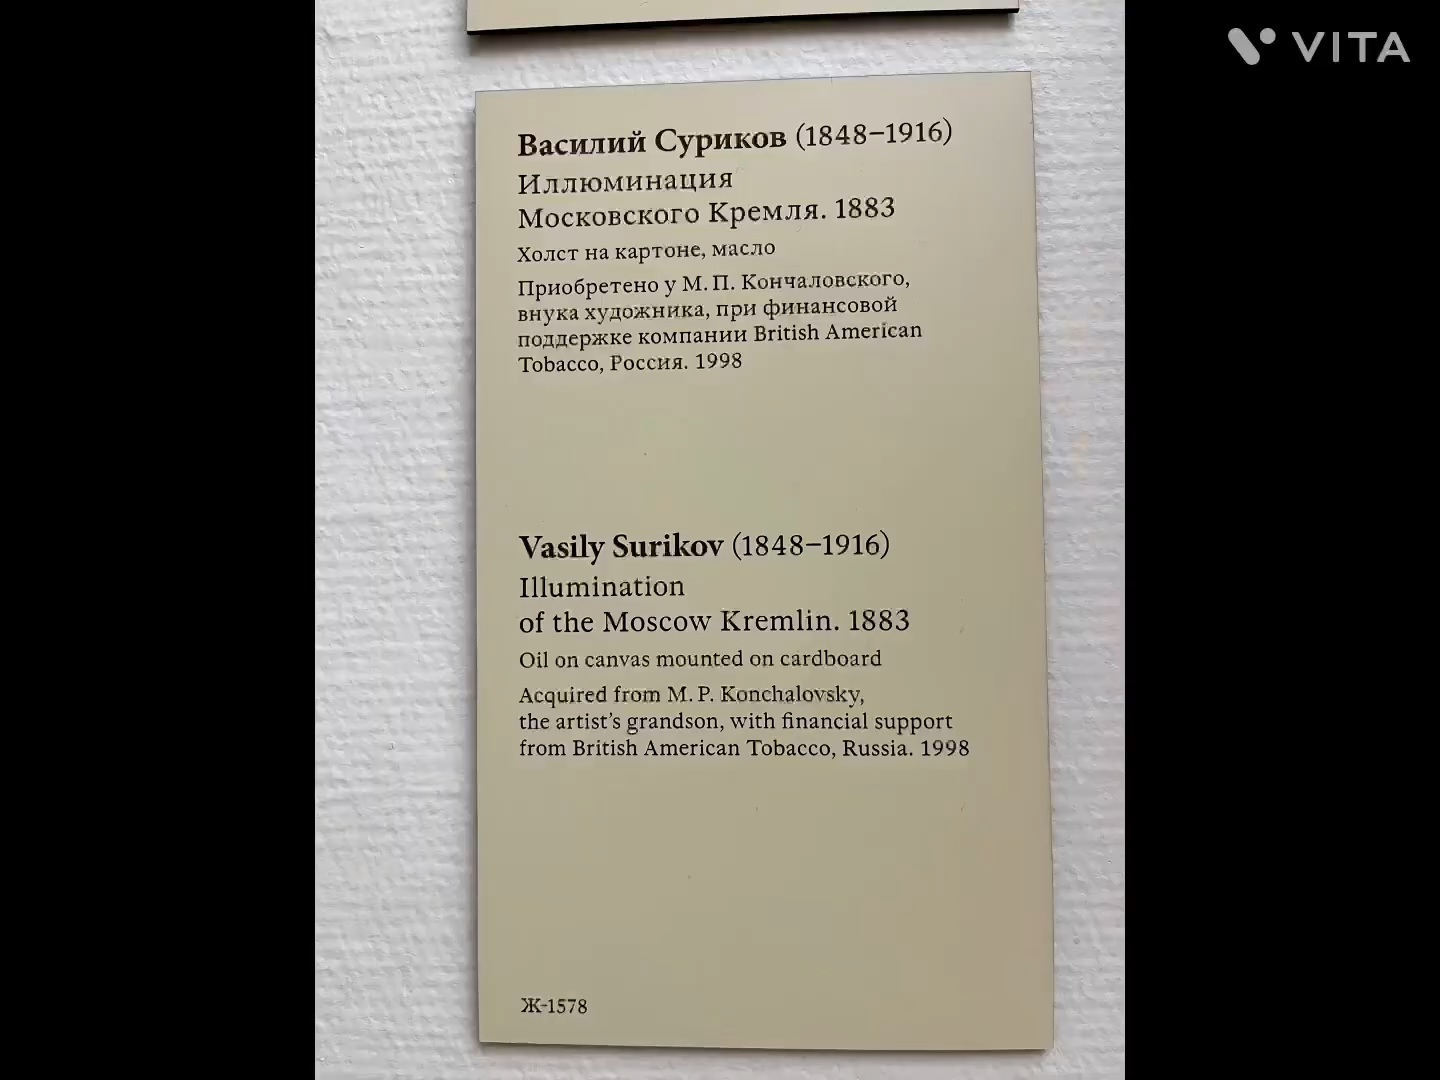 VITA
Василий Суриков (1848–1916)
Иллюминация
Московского Кремля. 1883
Холст на картоне, масло
Приобретено у М. П. Кончаловского,
внука художника, при финансовой
поддержке компании British American
Tobacco, Россия. 1998
Vasily Surikov (1848–1916)
Illumination
of the Moscow Kremlin. 1883
Oil on canvas mounted on cardboard
Acquired from M. P. Konchalovsky,
the artist’s grandson, with financial support
from British American Tobacco, Russia. 1998
Ж-1578